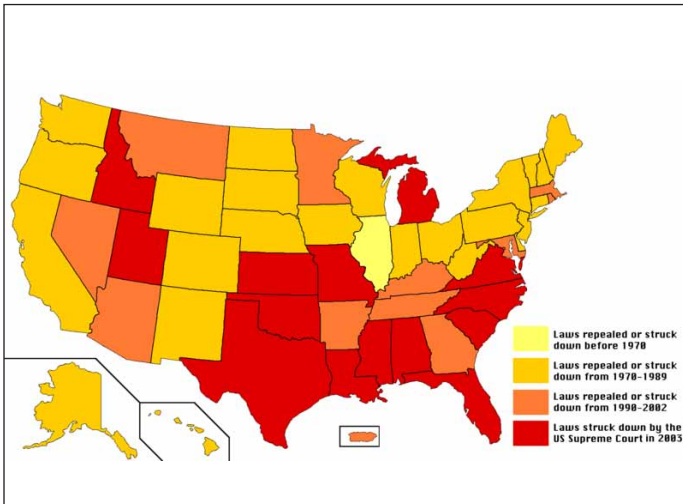 Laws repealed or struck
down before 1970
Laws repealed or struck
down from 1970-1989
Laws repealed or struck
down from 1990-2002
Laws struck down by the
US Supreme Court in 2003